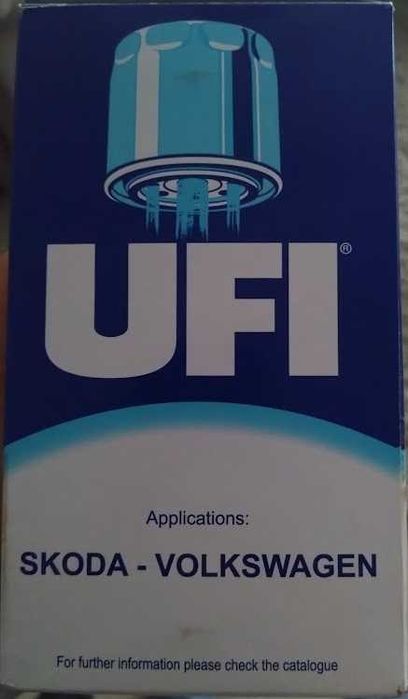 UFI®
Applications:
SKODA - VOLKSWAGEN
For further information please check the catalogue